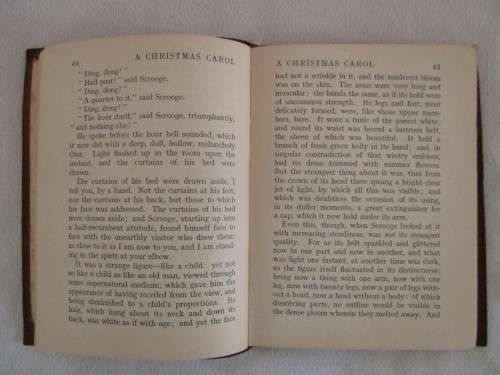 44
A CHRISTMAS CAROL
"Ding, dong!"
"Half past!" said Scrooge.
"Ding, dong!"
"A quarter to it," said Scrooge.
"Ding, dong!"
"The hour itself," said Scrooge, triumphantly,
"and nothing else!"
He spoke before the hour bell sounded, which
it now did with a deep, dull, hollow, melancholy
ONE. Light flashed up in the room upon the
instant, and the curtains of his bed were
drawn.
The curtains of his bed were drawn aside, I
tell you, by a hand. Not the curtains at his feet,
nor the curtains at his back, but those to which
his face was addressed. The curtains of his bed
were drawn aside; and Scrooge, starting up into
a half-recumbent attitude, found himself face to
face with the unearthly visitor who drew them:
as close to it as I am now to you, and I am stand-
ing in the spirit at your elbow.
It was a strange figure—like a child: yet not
so like a child as like an old man, viewed through
some supernatural medium, which gave him the
appearance of having receded from the view, and
being diminished to a child's proportions. Its
hair, which hung about its neck and down its
back, was white as if with age; and yet the face
A CHRISTMAS CAROL
45
had not a wrinkle in it, and the tenderest bloom
was on the skin. The arms were very long and
muscular; the hands the same, as if its hold were
of uncommon strength. Its legs and feet, most
delicately formed, were, like those upper mem-
bers, bare. It wore a tunic of the purest white;
and round its waist was bound a lustrous belt,
the sheen of which was beautiful. It held a
branch of fresh green holly in its hand; and, in
singular contradiction of that wintry emblem,
had its dress trimmed with summer flowers.
But the strangest thing about it was, that from
the crown of its head there sprang a bright clear
jet of light, by which all this was visible; and
which was doubtless the occasion of its using,
in its duller moments, a great extinguisher for
a cap, which it now held under its arm.
Even this, though, when Scrooge looked at it
with increasing steadiness, was not its strangest
quality. For as its belt sparkled and glittered
now in one part and now in another, and what
was light one instant, at another time was dark,
so the figure itself fluctuated in its distinctness:
being now a thing with one arm, now with one
leg, now with twenty legs, now a pair of legs with-
out a head, now a head without a body: of which
dissolving parts, no outline would be visible in
the dense gloom wherein they melted away. And